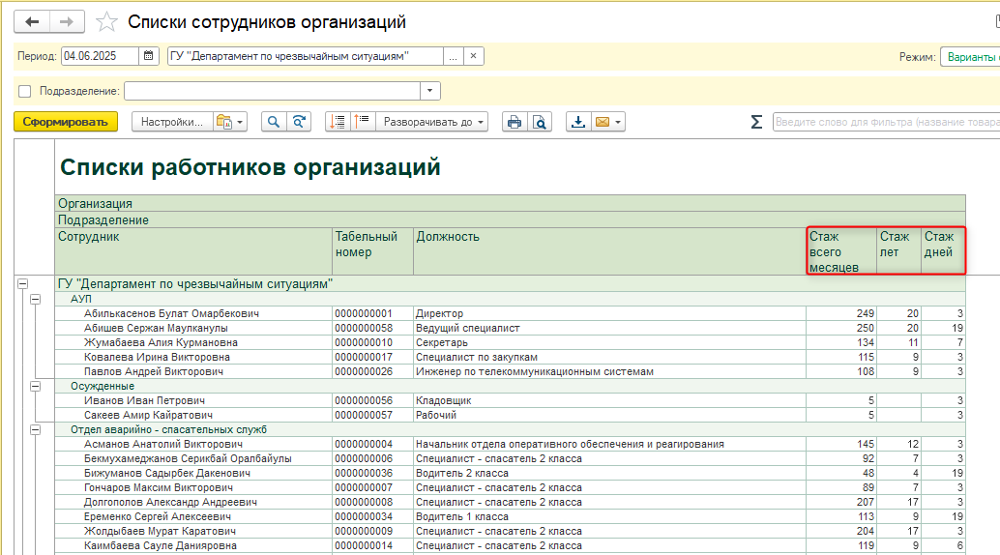 Списки сотрудников организаций
Период: 04.06.2025 ГУ "Департамент по чрезвычайным ситуациям" ... × Режим: Варианты
Подразделение:
Сформировать Настройки... Разворачивать до Σ Введите слово для фильтра (название товара
Списки работников организаций
Организация
Подразделение
Сотрудник Табельный номер Должность Стаж всего месяцев Стаж лет Стаж дней
ГУ "Департамент по чрезвычайным ситуациям"
АУП
Абилькасенов Булат Омарбекович 0000000001 Директор 249 20 3
Абишев Сержан Маулканулы 0000000058 Ведущий специалист 250 20 19
Жумабаева Алия Курмановна 0000000010 Секретарь 134 11 7
Ковалева Ирина Викторовна 0000000017 Специалист по закупкам 115 9 3
Павлов Андрей Викторович 0000000026 Инженер по телекоммуникационным системам 108 9 3
Осужденные
Иванов Иван Петрович 0000000056 Кладовщик 5 3
Сакеев Амир Кайратович 0000000057 Рабочий 5 3
Отдел аварийно - спасательных служб
Асманов Анатолий Викторович 0000000004 Начальник отдела оперативного обеспечения и реагирования 145 12 3
Бекмухамеджанов Серикбай Оралбайулы 0000000006 Специалист - спасатель 2 класса 92 7 3
Бижуманов Садырбек Дакенович 0000000036 Водитель 2 класса 48 4 19
Гончаров Максим Викторович 0000000007 Специалист - спасатель 2 класса 89 7 3
Долгополов Александр Андреевич 0000000008 Специалист - спасатель 2 класса 207 17 3
Еременко Сергей Алексеевич 0000000034 Водитель 1 класса 113 9 19
Жолдыбаев Мурат Каратович 0000000009 Специалист - спасатель 2 класса 204 17 3
Каимбаева Сауле Данияровна 0000000014 Специалист - спасатель 2 класса 119 9 6